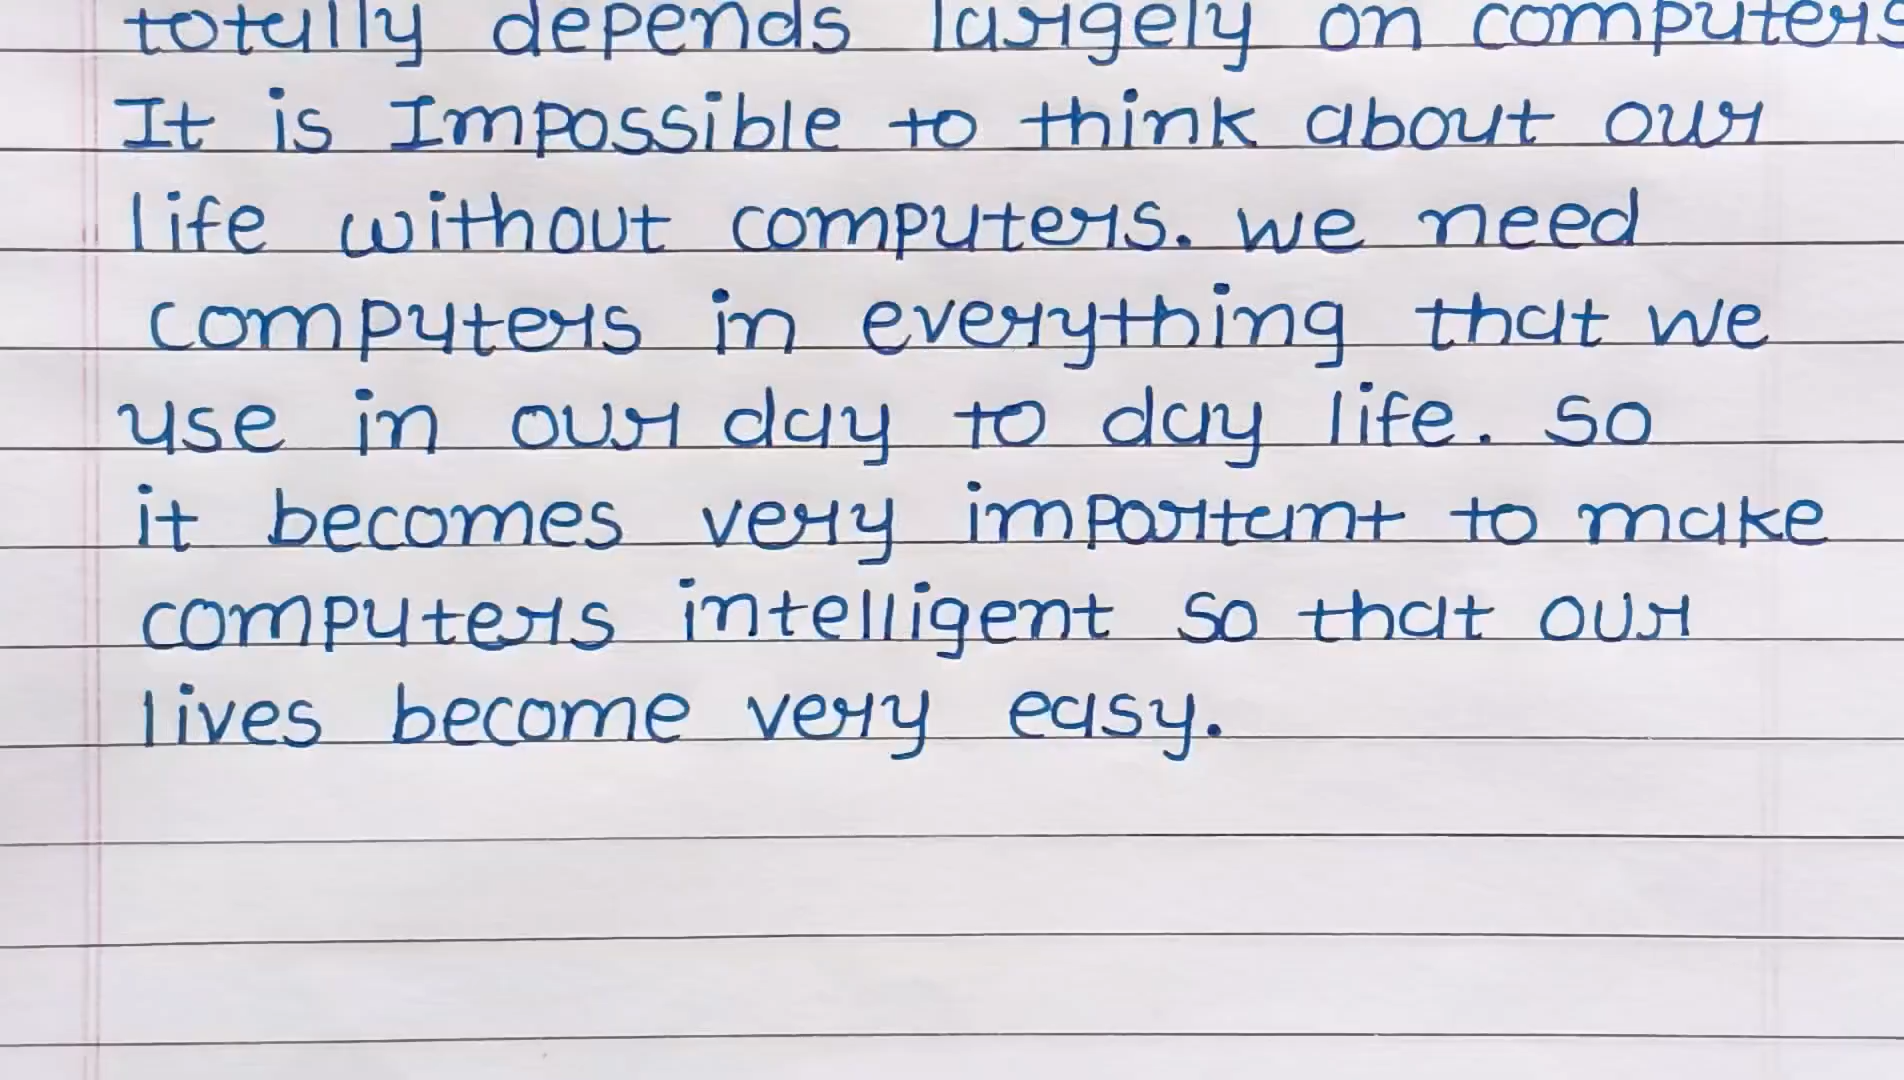 totally depends largely on computers
It is Impossible to think about our
life without computers. we need
computers in everything that we
use in our day to day life. so
it becomes very important to make
computers intelligent so that our
lives become very easy.